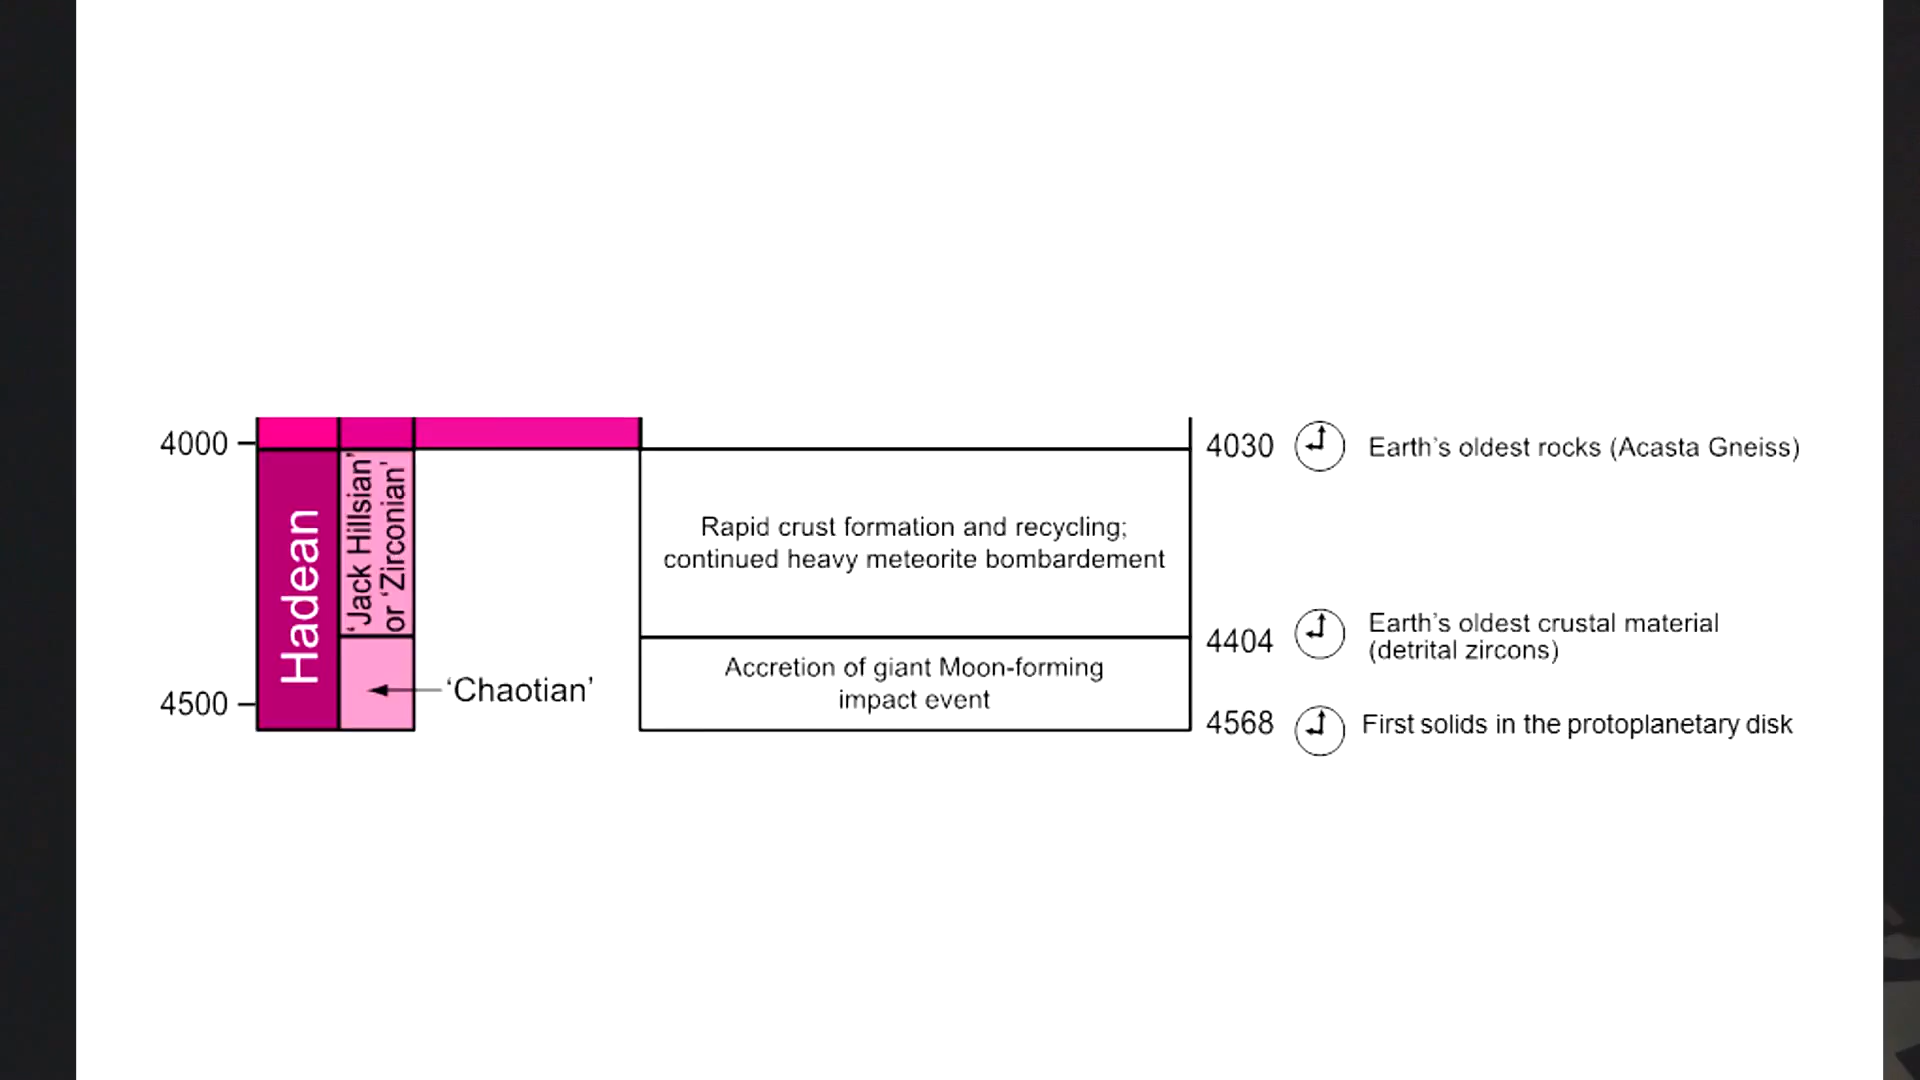 4000
Hadean
‘Jack Hillsian’
or ‘Zirconian’
4500
‘Chaotian’
Rapid crust formation and recycling;
continued heavy meteorite bombardement
Accretion of giant Moon-forming
impact event
4030
Earth’s oldest rocks (Acasta Gneiss)
4404
Earth’s oldest crustal material
(detrital zircons)
4568
First solids in the protoplanetary disk